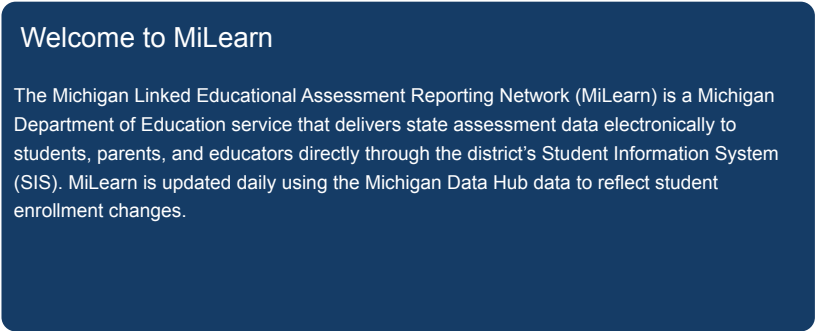 Welcome to MiLearn
The Michigan Linked Educational Assessment Reporting Network (MiLearn) is a Michigan
Department of Education service that delivers state assessment data electronically to
students, parents, and educators directly through the district’s Student Information System
(SIS). MiLearn is updated daily using the Michigan Data Hub data to reflect student
enrollment changes.